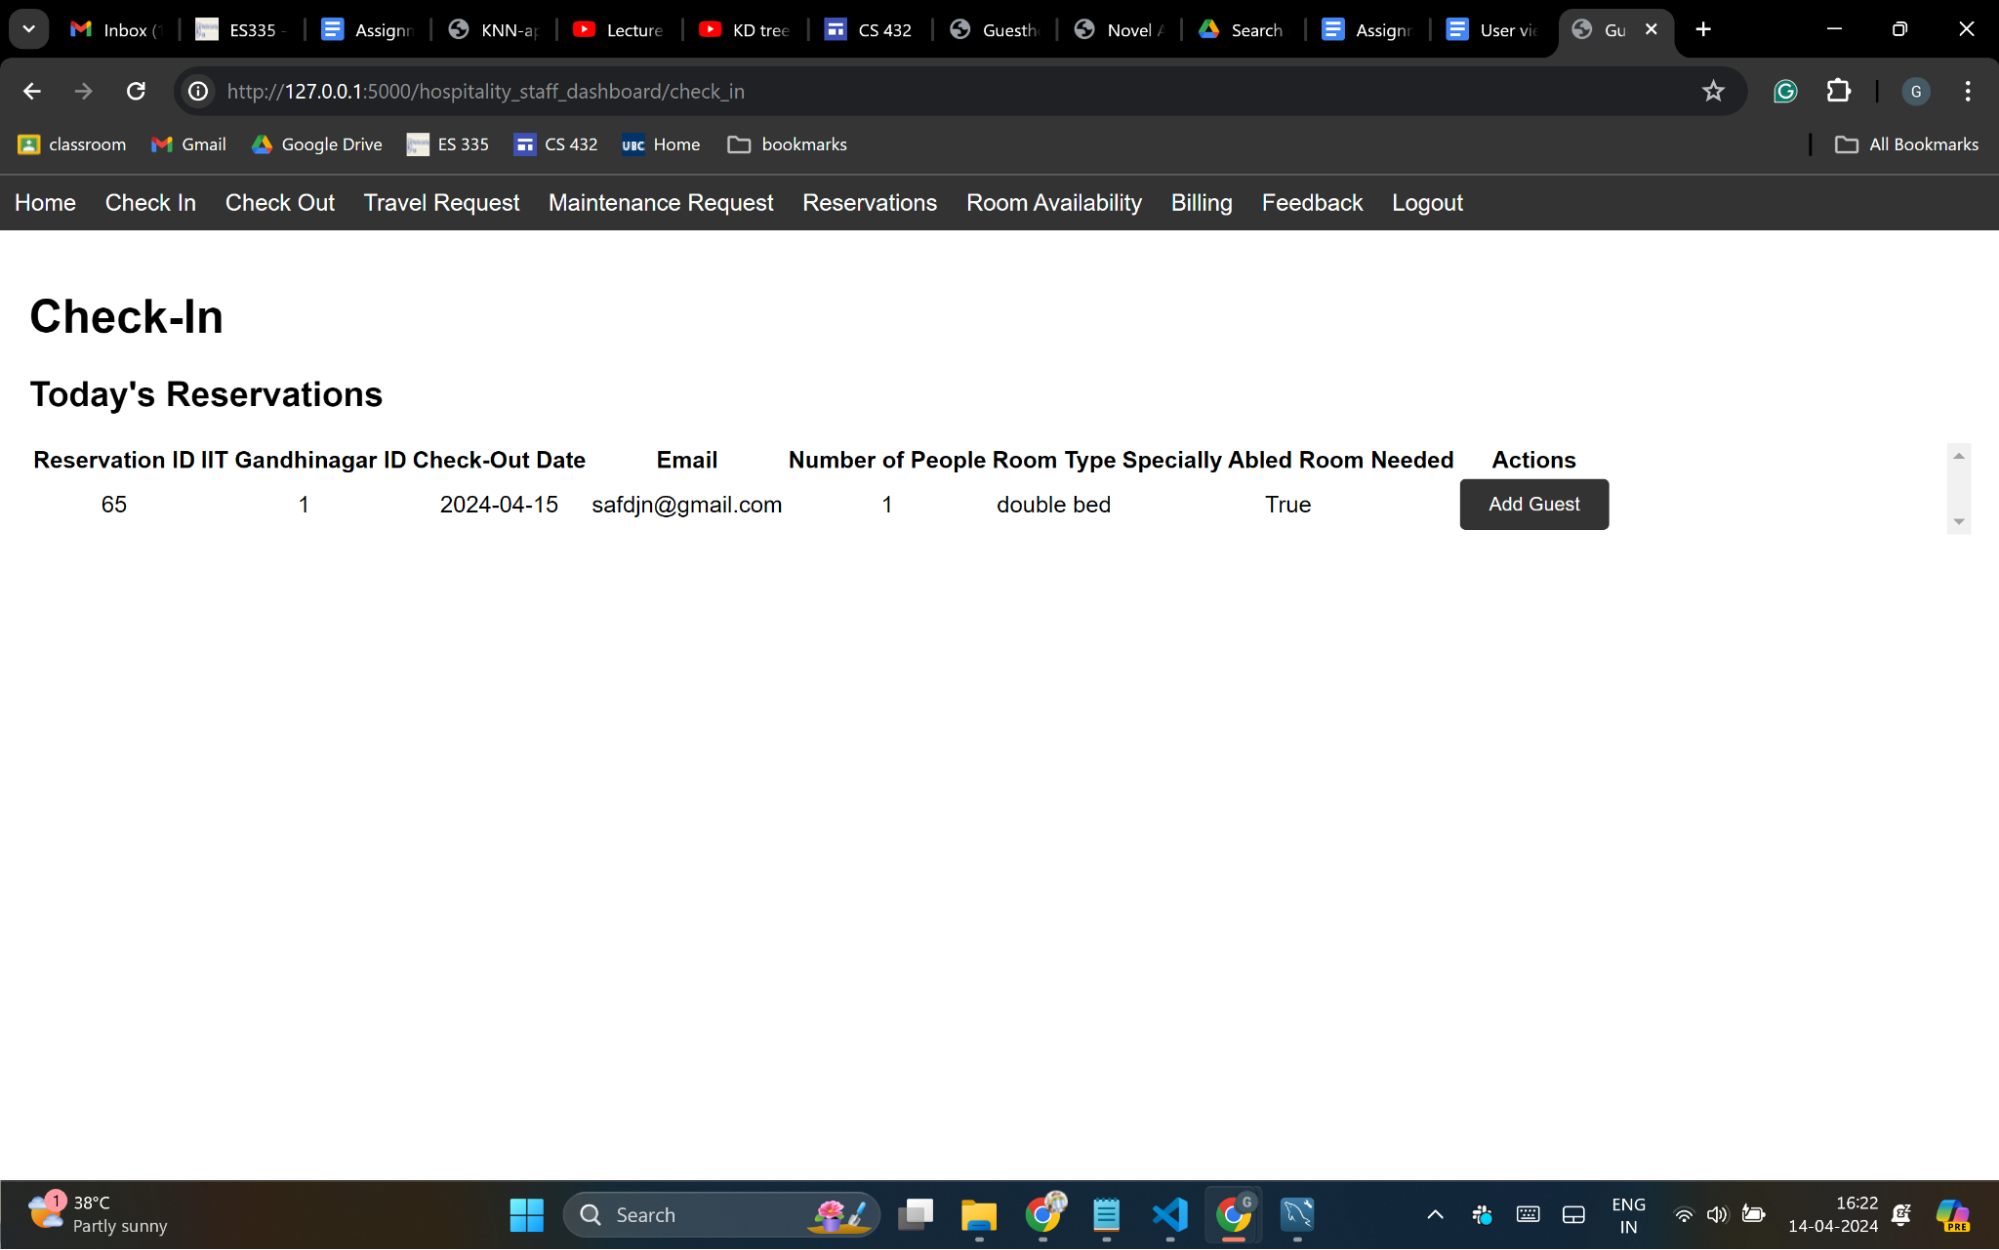 Inbox (1 ES335 - Assignm KNN-ap Lecture KD tree CS 432 Guesth Novel A Search Assignm User vie Gu
http://127.0.0.1:5000/hospitality_staff_dashboard/check_in G
classroom Gmail Google Drive ES 335 CS 432 UBC Home bookmarks All Bookmarks
Home Check In Check Out Travel Request Maintenance Request Reservations Room Availability Billing Feedback Logout
Check-In
Today's Reservations
Reservation ID IIT Gandhinagar ID Check-Out Date Email Number of People Room Type Specially Abled Room Needed Actions
65 1 2024-04-15 safdjn@gmail.com 1 double bed True Add Guest
1 38°C
Partly sunny
Search
G
ENG
IN
16:22
14-04-2024
PRE